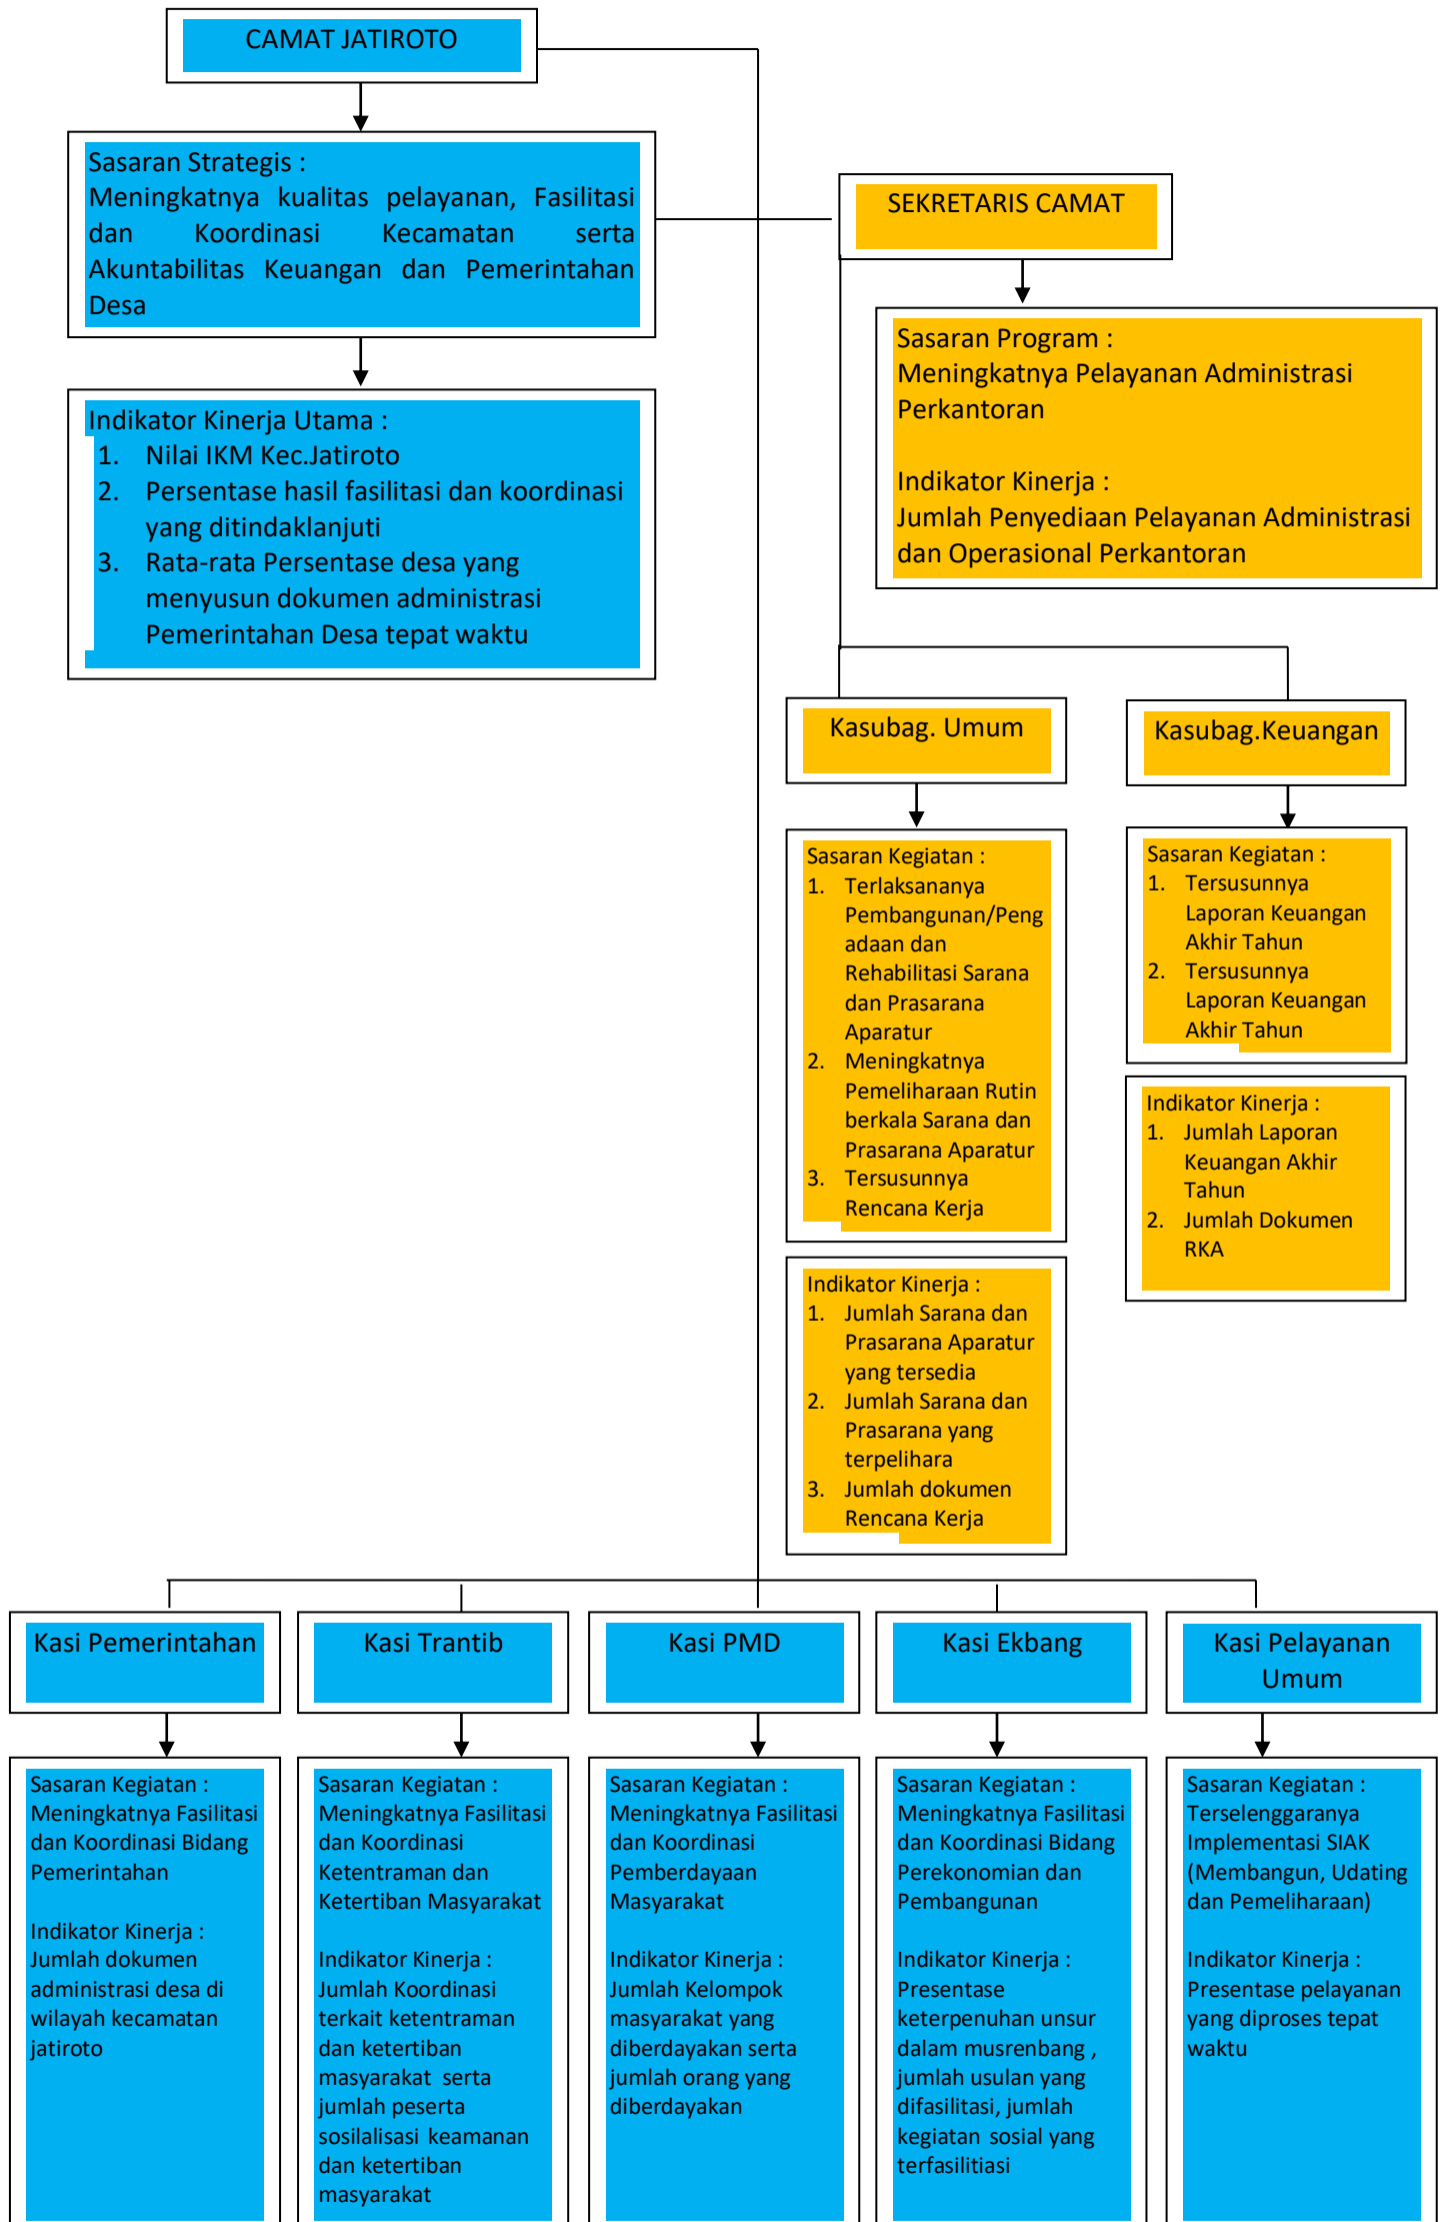 CAMAT JATIROTO
Sasaran Strategis :
Meningkatnya kualitas pelayanan, Fasilitasi
dan Koordinasi Kecamatan serta
Akuntabilitas Keuangan dan Pemerintahan
Desa
Indikator Kinerja Utama :
1. Nilai IKM Kec.Jatiroto
2. Persentase hasil fasilitasi dan koordinasi
yang ditindaklanjuti
3. Rata-rata Persentase desa yang
menyusun dokumen administrasi
Pemerintahan Desa tepat waktu
SEKRETARIS CAMAT
Sasaran Program :
Meningkatnya Pelayanan Administrasi
Perkantoran
Indikator Kinerja :
Jumlah Penyediaan Pelayanan Administrasi
dan Operasional Perkantoran
Kasubag. Umum
Sasaran Kegiatan :
1. Terlaksananya
Pembangunan/Peng
adaan dan
Rehabilitasi Sarana
dan Prasarana
Aparatur
2. Meningkatnya
Pemeliharaan Rutin
berkala Sarana dan
Prasarana Aparatur
3. Tersusunnya
Rencana Kerja
Indikator Kinerja :
1. Jumlah Sarana dan
Prasarana Aparatur
yang tersedia
2. Jumlah Sarana dan
Prasarana yang
terpelihara
3. Jumlah dokumen
Rencana Kerja
Kasubag.Keuangan
Sasaran Kegiatan :
1. Tersusunnya
Laporan Keuangan
Akhir Tahun
2. Tersusunnya
Laporan Keuangan
Akhir Tahun
Indikator Kinerja :
1. Jumlah Laporan
Keuangan Akhir
Tahun
2. Jumlah Dokumen
RKA
Kasi Pemerintahan
Sasaran Kegiatan :
Meningkatnya Fasilitasi
dan Koordinasi Bidang
Pemerintahan
Indikator Kinerja :
Jumlah dokumen
administrasi desa di
wilayah kecamatan
jatiroto
Kasi Trantib
Sasaran Kegiatan :
Meningkatnya Fasilitasi
dan Koordinasi
Ketentraman dan
Ketertiban Masyarakat
Indikator Kinerja :
Jumlah Koordinasi
terkait ketentraman
dan ketertiban
masyarakat serta
jumlah peserta
sosilalisasi keamanan
dan ketertiban
masyarakat
Kasi PMD
Sasaran Kegiatan :
Meningkatnya Fasilitasi
dan Koordinasi
Pemberdayaan
Masyarakat
Indikator Kinerja :
Jumlah Kelompok
masyarakat yang
diberdayakan serta
jumlah orang yang
diberdayakan
Kasi Ekbang
Sasaran Kegiatan :
Meningkatnya Fasilitasi
dan Koordinasi Bidang
Perekonomian dan
Pembangunan
Indikator Kinerja :
Presentase
keterpenuhan unsur
dalam musrenbang ,
jumlah usulan yang
difasilitasi, jumlah
kegiatan sosial yang
terfasilitiasi
Kasi Pelayanan
Umum
Sasaran Kegiatan :
Terselenggaranya
Implementasi SIAK
(Membangun, Udating
dan Pemeliharaan)
Indikator Kinerja :
Presentase pelayanan
yang diproses tepat
waktu